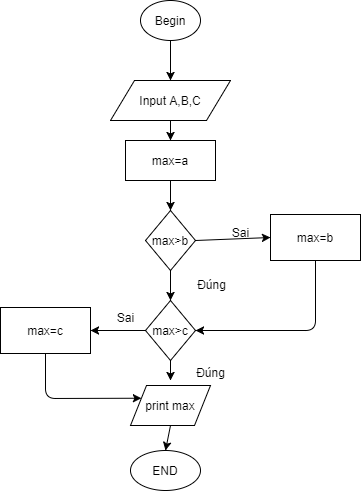 Begin
Input A,B,C
max=a
max>b
Sai
max=b
Đúng
max=c
Sai
max>c
Đúng
print max
END